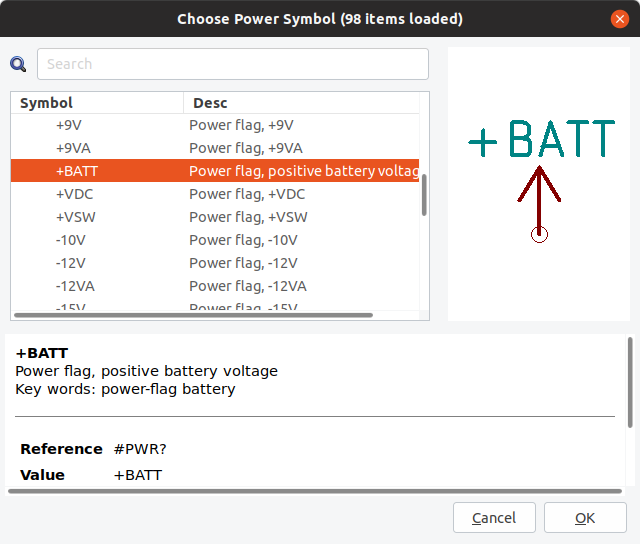 Choose Power Symbol (98 items loaded)
Search
Symbol Desc
+9V Power flag, +9V
+9VA Power flag, +9VA
+BATT Power flag, positive battery voltag
+VDC Power flag, +VDC
+VSW Power flag, +VSW
-10V Power flag, -10V
-12V Power flag, -12V
-12VA Power flag, -12VA
-15V Power flag, -15V
+BATT
+BATT
Power flag, positive battery voltage
Key words: power-flag battery
Reference #PWR?
Value +BATT
Cancel OK